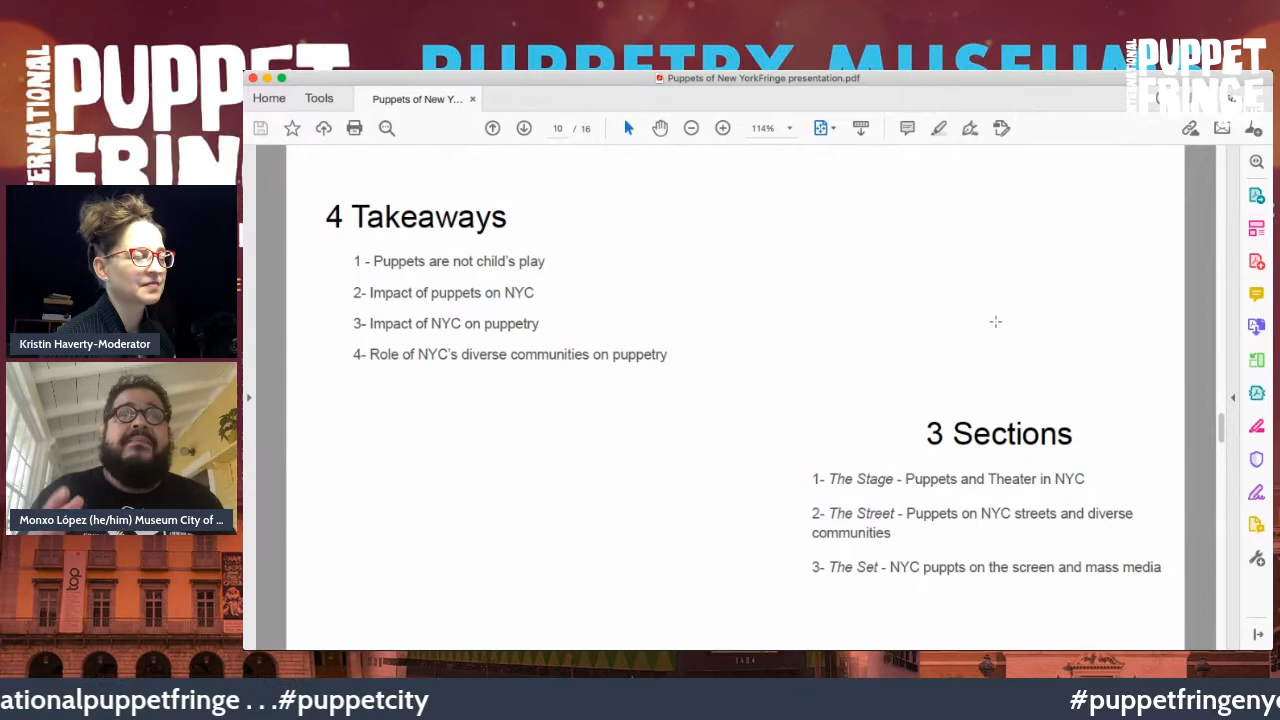 INTERNATIONAL
PUPPET
FRINGE
PUPPETRY MUSEUM
PUPPET
FRINGE
Puppets of New YorkFringe presentation.pdf
Home
Tools
Puppets of New Y...
10 / 16
114%
4 Takeaways
1 - Puppets are not child's play
2- Impact of puppets on NYC
3- Impact of NYC on puppetry
4- Role of NYC's diverse communities on puppetry
3 Sections
1- The Stage - Puppets and Theater in NYC
2- The Street - Puppets on NYC streets and diverse
communities
3- The Set - NYC puppts on the screen and mass media
Kristin Haverty-Moderator
Monxo López (he/him) Museum City of ...
top
ationalpuppetfringe . . .#puppetcity
#puppetfringenyc